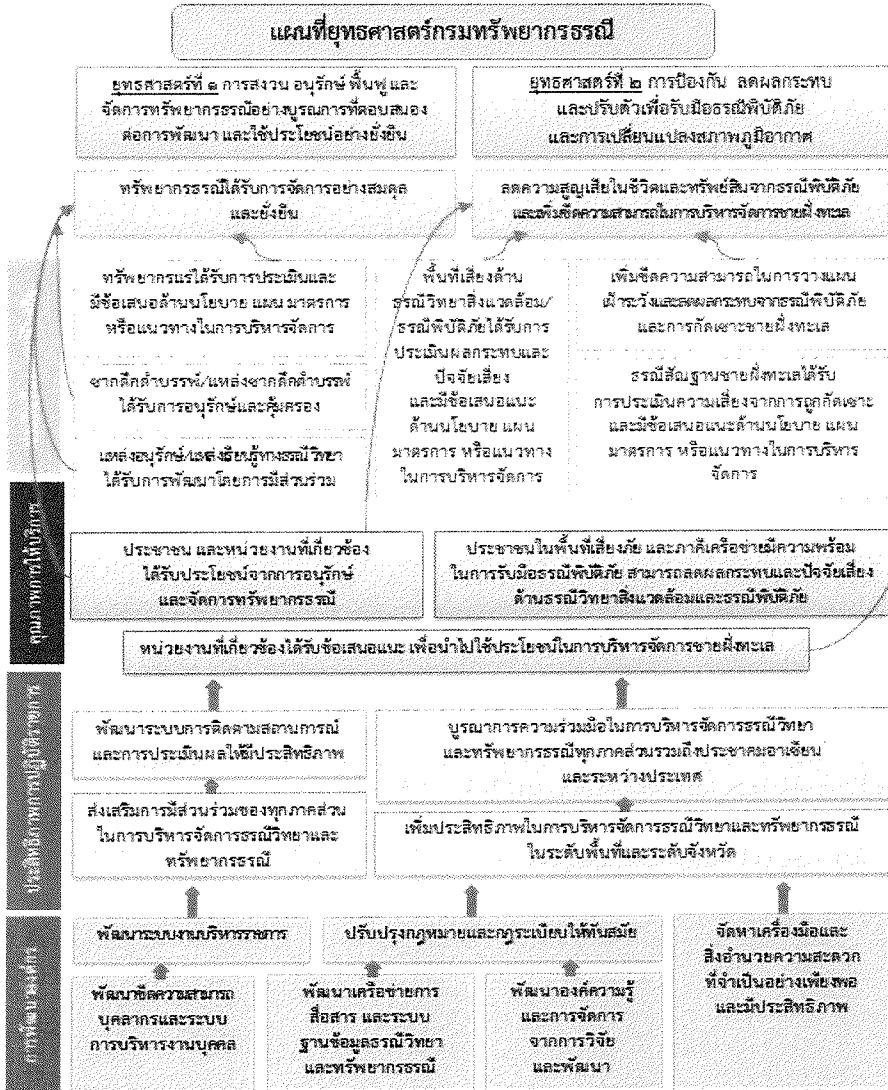 แผนที่ยุทธศาสตร์กรมทรัพยากรธรณี
ยุทธศาสตร์ที่ ๑ การสงวน อนุรักษ์ ฟื้นฟู และ
จัดการทรัพยากรธรณีอย่างบูรณาการที่ตอบสนอง
ต่อการพัฒนา และใช้ประโยชน์อย่างยั่งยืน
ยุทธศาสตร์ที่ ๒ การป้องกัน ลดผลกระทบ
และปรับตัวเพื่อรับมือธรณีพิบัติภัย
และการเปลี่ยนแปลงสภาพภูมิอากาศ
ทรัพยากรธรณีได้รับการจัดการอย่างสมดุล
และยั่งยืน
ลดความสูญเสียในชีวิตและทรัพย์สินจากธรณีพิบัติภัย
และเพิ่มขีดความสามารถในการบริหารจัดการชายฝั่งทะเล
ทรัพยากรแร่ได้รับการประเมินและ
มีข้อเสนอด้านนโยบาย แผน มาตรการ
หรือแนวทางในการบริหารจัดการ
ซากดึกดำบรรพ์/แหล่งซากดึกดำบรรพ์
ได้รับการอนุรักษ์และคุ้มครอง
แหล่งอนุรักษ์/แหล่งเรียนรู้ทางธรณีวิทยา
ได้รับการพัฒนาโดยการมีส่วนร่วม
พื้นที่เสี่ยงด้าน
ธรณีวิทยาสิ่งแวดล้อม/
ธรณีพิบัติภัยได้รับการ
ประเมินผลกระทบและ
ปัจจัยเสี่ยง
และมีข้อเสนอแนะ
ด้านนโยบาย แผน
มาตรการ หรือแนวทาง
ในการบริหารจัดการ
เพิ่มขีดความสามารถในการวางแผน
เฝ้าระวังและลดผลกระทบจากธรณีพิบัติภัย
และการกัดเซาะชายฝั่งทะเล
ธรณีสัณฐานชายฝั่งทะเลได้รับ
การประเมินความเสี่ยงจากการถูกกัดเซาะ
และมีข้อเสนอแนะด้านนโยบาย แผน
มาตรการ หรือแนวทางในการบริหาร
จัดการ
คุณภาพการให้บริการ
ประชาชน และหน่วยงานที่เกี่ยวข้อง
ได้รับประโยชน์จากการอนุรักษ์
และจัดการทรัพยากรธรณี
ประชาชนในพื้นที่เสี่ยงภัย และภาคีเครือข่ายมีความพร้อม
ในการรับมือธรณีพิบัติภัย สามารถลดผลกระทบและปัจจัยเสี่ยง
ด้านธรณีวิทยาสิ่งแวดล้อมและธรณีพิบัติภัย
หน่วยงานที่เกี่ยวข้องได้รับข้อเสนอแนะ เพื่อนำไปใช้ประโยชน์ในการบริหารจัดการชายฝั่งทะเล
ประสิทธิภาพการปฏิบัติราชการ
พัฒนาระบบการติดตามสถานการณ์
และการประเมินผลให้มีประสิทธิภาพ
บูรณาการความร่วมมือในการบริหารจัดการธรณีวิทยา
และทรัพยากรธรณีทุกภาคส่วนรวมถึงประชาคมอาเซียน
และระหว่างประเทศ
ส่งเสริมการมีส่วนร่วมของทุกภาคส่วน
ในการบริหารจัดการธรณีวิทยาและ
ทรัพยากรธรณี
เพิ่มประสิทธิภาพในการบริหารจัดการธรณีวิทยาและทรัพยากรธรณี
ในระดับพื้นที่และระดับจังหวัด
การพัฒนาองค์กร
พัฒนาระบบงานบริหารราชการ
ปรับปรุงกฎหมายและกฎระเบียบให้ทันสมัย
จัดหาเครื่องมือและ
สิ่งอำนวยความสะดวก
ที่จำเป็นอย่างเพียงพอ
และมีประสิทธิภาพ
พัฒนาขีดความสามารถ
บุคลากรและระบบ
การบริหารงานบุคคล
พัฒนาเครือข่ายการ
สื่อสาร และระบบ
ฐานข้อมูลธรณีวิทยา
และทรัพยากรธรณี
พัฒนาองค์ความรู้
และการจัดการ
จากการวิจัย
และพัฒนา